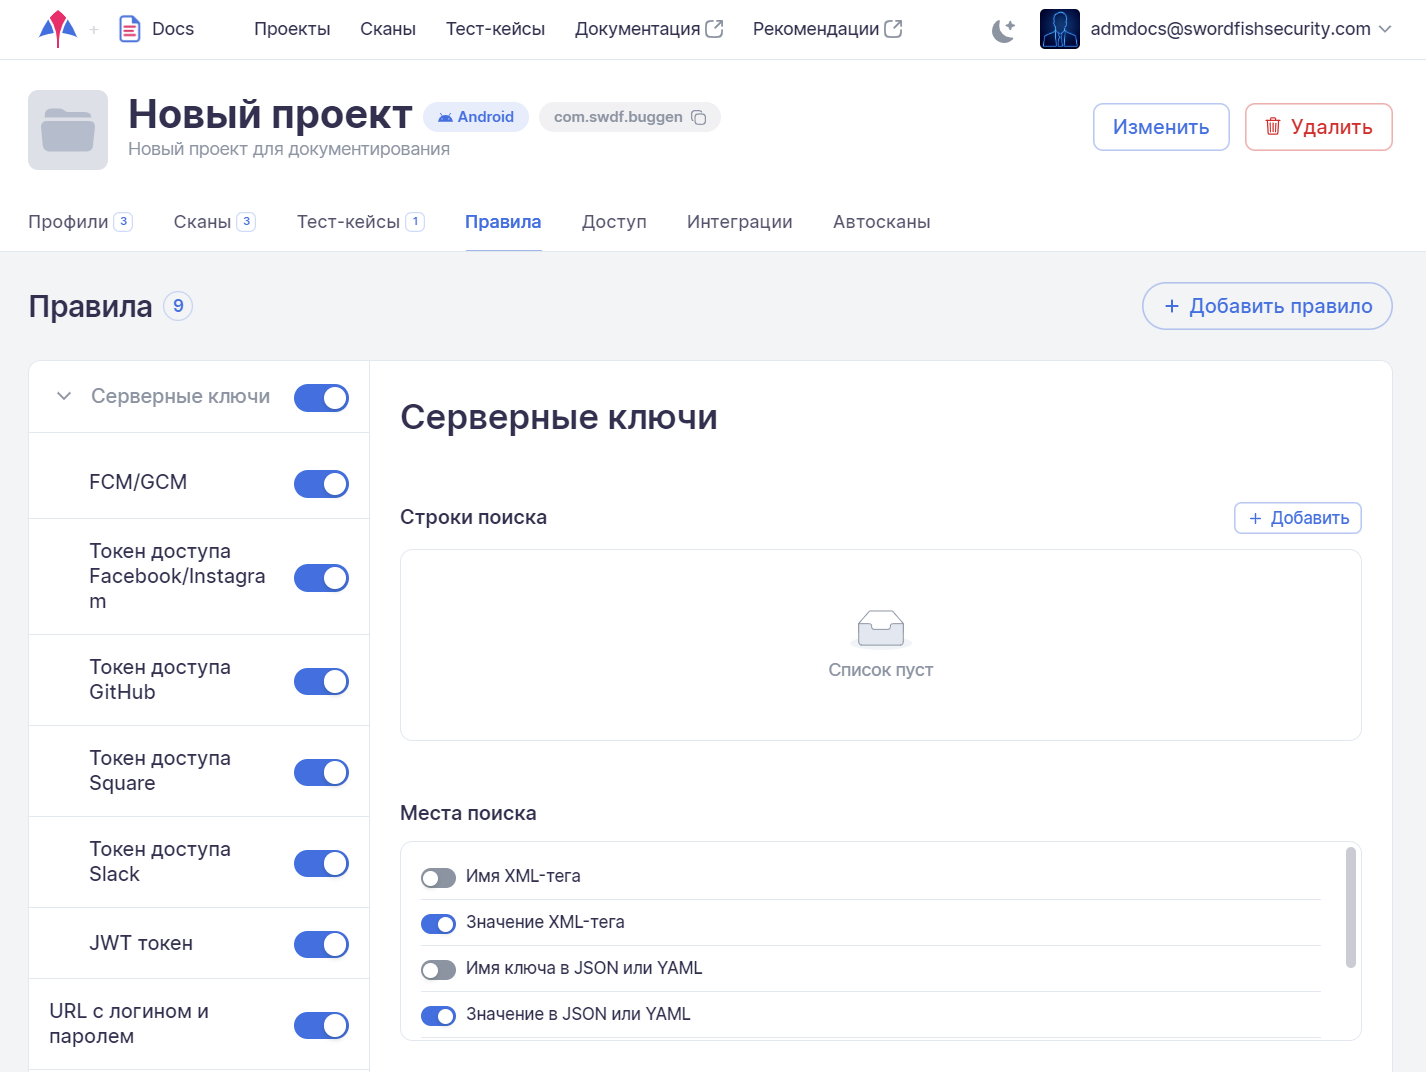 Docs
Проекты
Сканы
Тест-кейсы
Документация
Рекомендации
admdocs@swordfishsecurity.com
Новый проект
Android
com.swdf.buggen
Новый проект для документирования
Изменить
Удалить
Профили 3
Сканы 3
Тест-кейсы 1
Правила
Доступ
Интеграции
Автосканы
Правила 9
+ Добавить правило
Серверные ключи
FCM/GCM
Токен доступа
Facebook/Instagra
m
Токен доступа
GitHub
Токен доступа
Square
Токен доступа
Slack
JWT токен
URL с логином и
паролем
Серверные ключи
Строки поиска
+ Добавить
Список пуст
Места поиска
Имя XML-тега
Значение XML-тега
Имя ключа в JSON или YAML
Значение в JSON или YAML